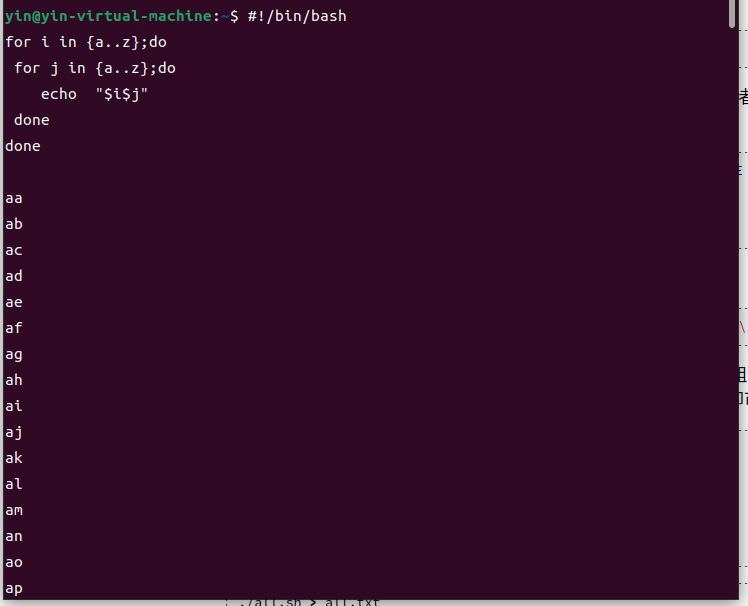 yin@yin-virtual-machine:~$ #!/bin/bash
for i in {a..z};do
 for j in {a..z};do
    echo  "$i$j"
 done
done
aa
ab
ac
ad
ae
af
ag
ah
ai
aj
ak
al
am
an
ao
ap
./all.sh > all.txt